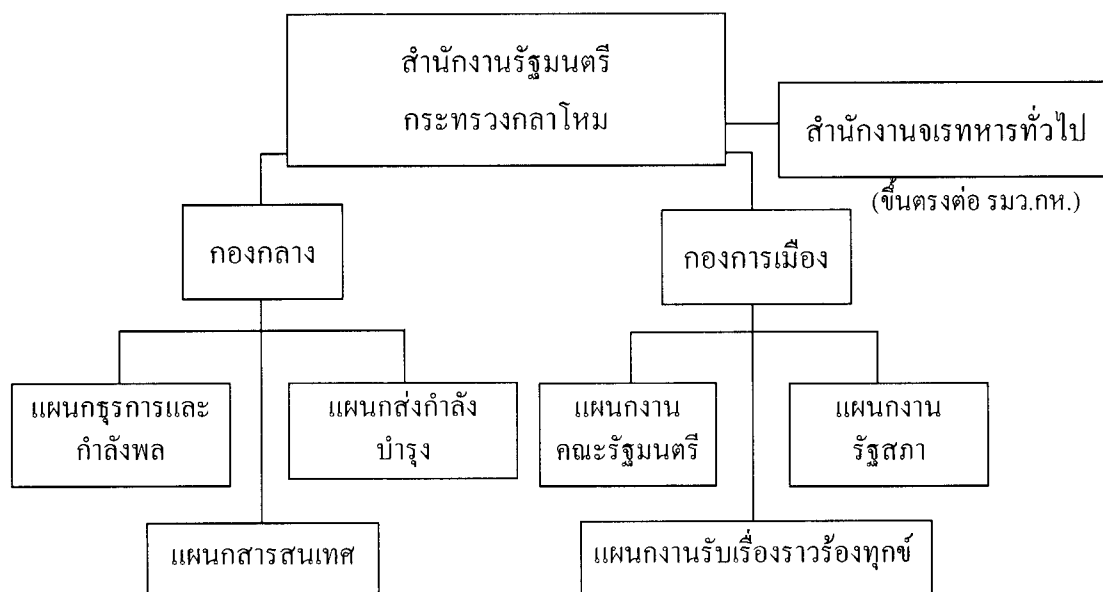 สำนักงานรัฐมนตรี
กระทรวงกลาโหม
สำนักงานจเรทหารทั่วไป
(ขึ้นตรงต่อ รมว.กห.)
กองกลาง
กองการเมือง
แผนกธุรการและ
กำลังพล
แผนกส่งกำลัง
บำรุง
แผนกงาน
คณะรัฐมนตรี
แผนกงาน
รัฐสภา
แผนกสารสนเทศ
แผนกงานรับเรื่องราวร้องทุกข์